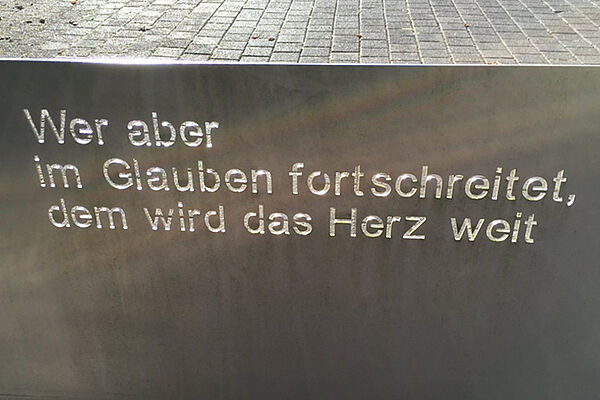 Wer aber
im Glauben fortschreitet,
dem wird das Herz weit